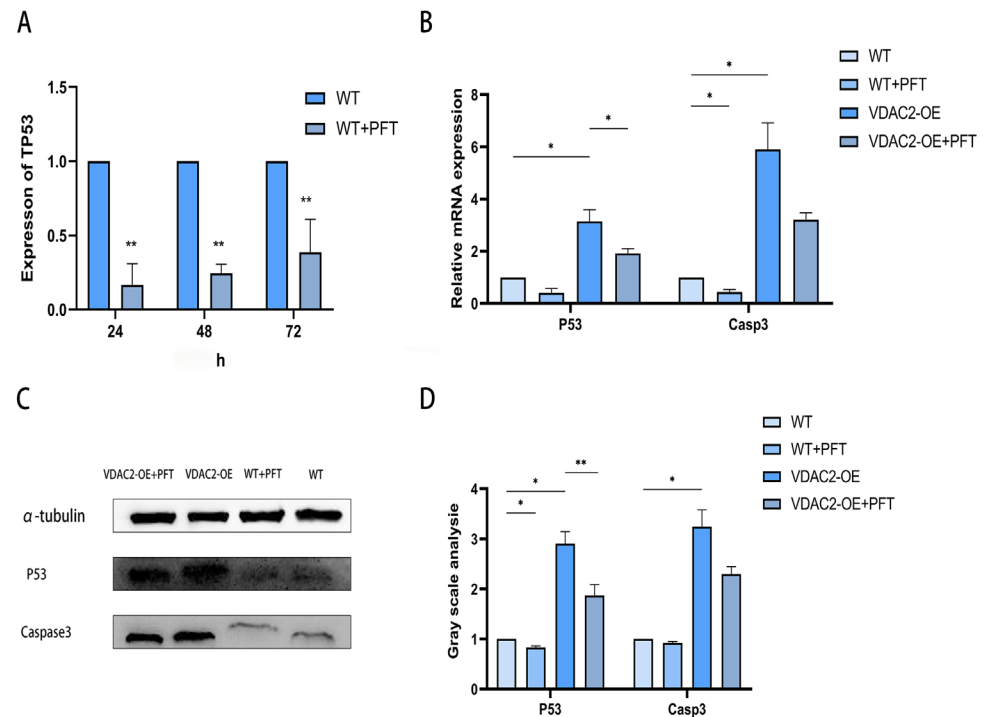 A
1.5
1.0
0.5
0.0
Expresson of TP53
WT
WT+PFT
**
**
**
24
48
72
h
B
8
6
4
2
0
Relative mRNA expression
*
*
*
*
P53
Casp3
WT
WT+PFT
VDAC2-OE
VDAC2-OE+PFT
C
VDAC2-OE+PFT VDAC2-OE WT+PFT WT
α-tubulin
P53
Caspase3
D
4
3
2
1
0
Gray scale analysie
*
*
**
*
P53
Casp3
WT
WT+PFT
VDAC2-OE
VDAC2-OE+PFT